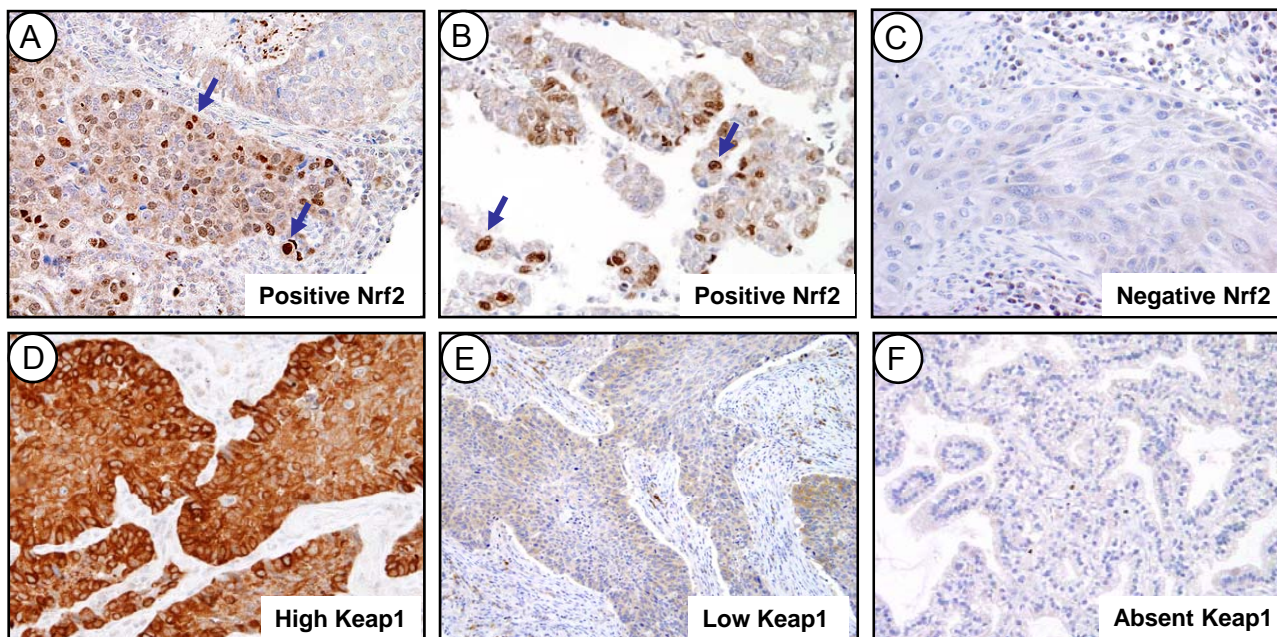 A
Positive Nrf2
B
Positive Nrf2
C
Negative Nrf2
D
High Keap1
E
Low Keap1
F
Absent Keap1